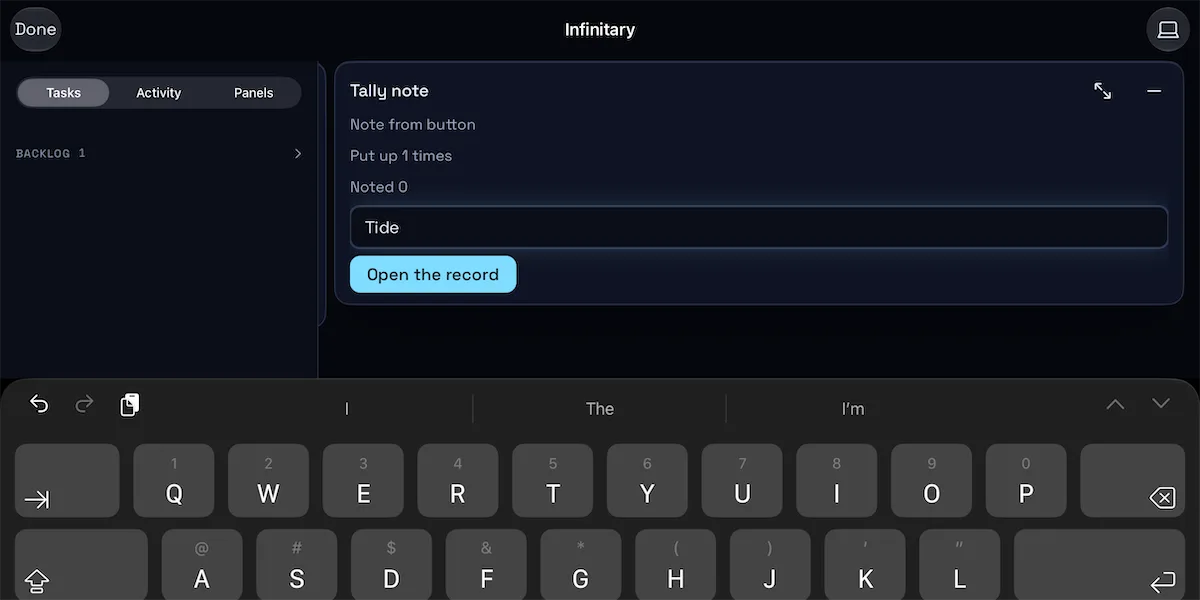 Done
Infinitary
Tasks Activity Panels
BACKLOG 1
Tally note
Note from button
Put up 1 times
Noted 0
Tide
Open the record
I The I'm
1 2 3 4 5 6 7 8 9 0
Q W E R T Y U I O P
@ # $ & * ( ) ' "
A S D F G H J K L